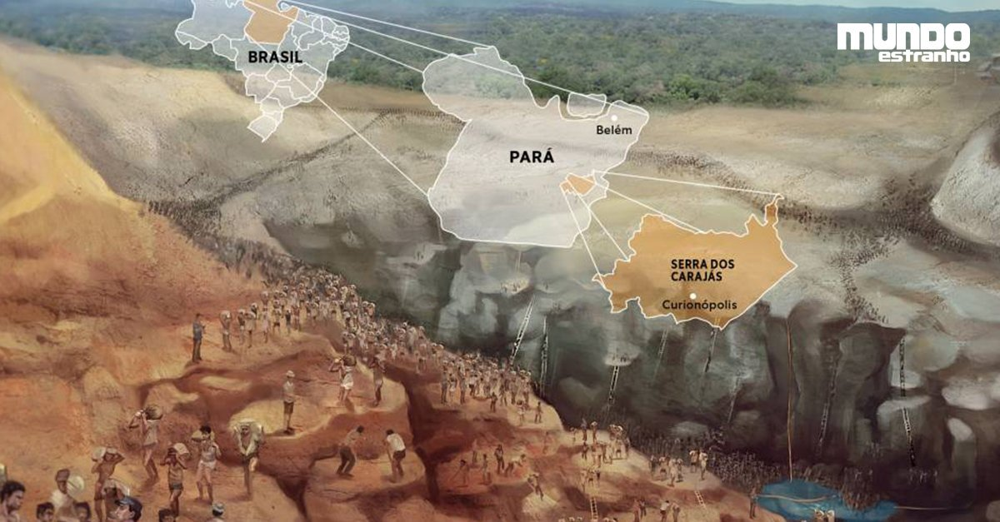 MUNDO
estranho
BRASIL
Belém
PARÁ
SERRA DOS
CARAJÁS
Curionópolis